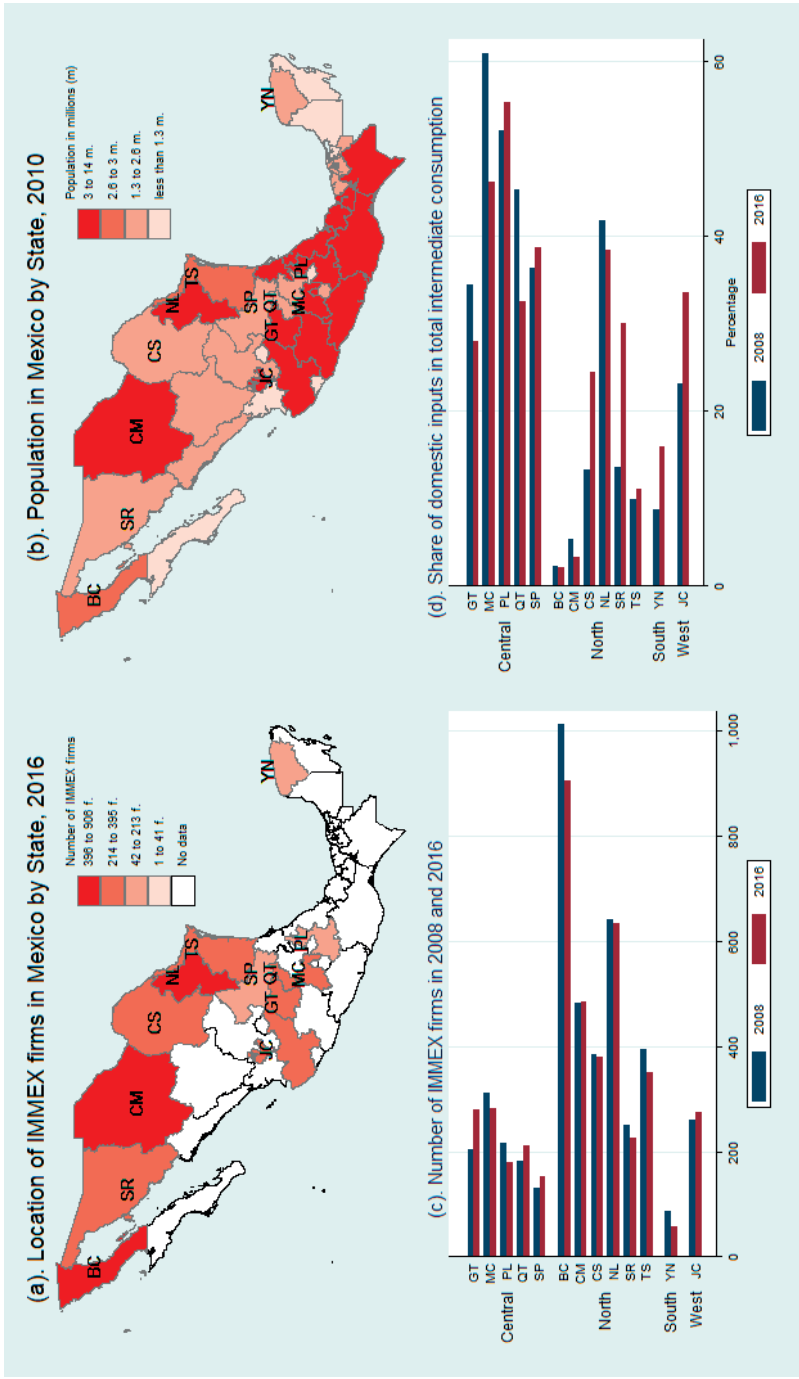 (a). Location of IMMEX firms in Mexico by State, 2016
Number of IMMEX firms
396 to 906 f.
214 to 395 f.
42 to 213 f.
1 to 41 f.
No data
BC
SR
CM
CS
NL
TS
SP
GT
QT
JC
MC
PL
YN
(b). Population in Mexico by State, 2010
Population in millions (m)
3 to 14 m.
2.6 to 3 m.
1.3 to 2.6 m.
less than 1.3 m.
BC
SR
CM
CS
NL
TS
SP
GT
QT
JC
MC
PL
YN
(c). Number of IMMEX firms in 2008 and 2016
GT
MC
Central PL
QT
SP
BC
CM
CS
North NL
SR
TS
South YN
West JC
0 200 400 600 800 1,000
2008 2016
(d). Share of domestic inputs in total intermediate consumption
GT
MC
Central PL
QT
SP
BC
CM
CS
North NL
SR
TS
South YN
West JC
0 20 40 60
Percentage
2008 2016